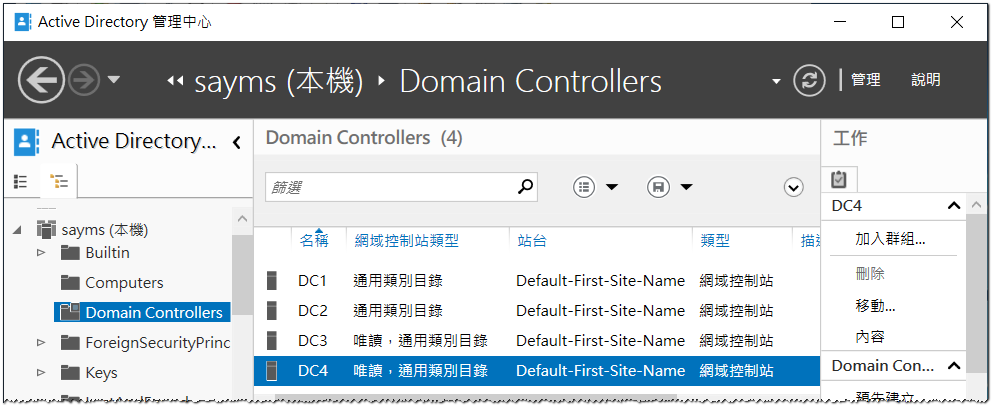 Active Directory 管理中心
sayms (本機) Domain Controllers 管理 說明
Active Directory...
Domain Controllers (4)
工作
篩選
sayms (本機)
Builtin
Computers
Domain Controllers
ForeignSecurityPrinc
Keys
名稱 網域控制站類型 站台 類型 描述
DC1 通用類別目錄 Default-First-Site-Name 網域控制站
DC2 通用類別目錄 Default-First-Site-Name 網域控制站
DC3 唯讀，通用類別目錄 Default-First-Site-Name 網域控制站
DC4 唯讀，通用類別目錄 Default-First-Site-Name 網域控制站
DC4
加入群組...
刪除
移動...
內容
Domain Con...
預先建立